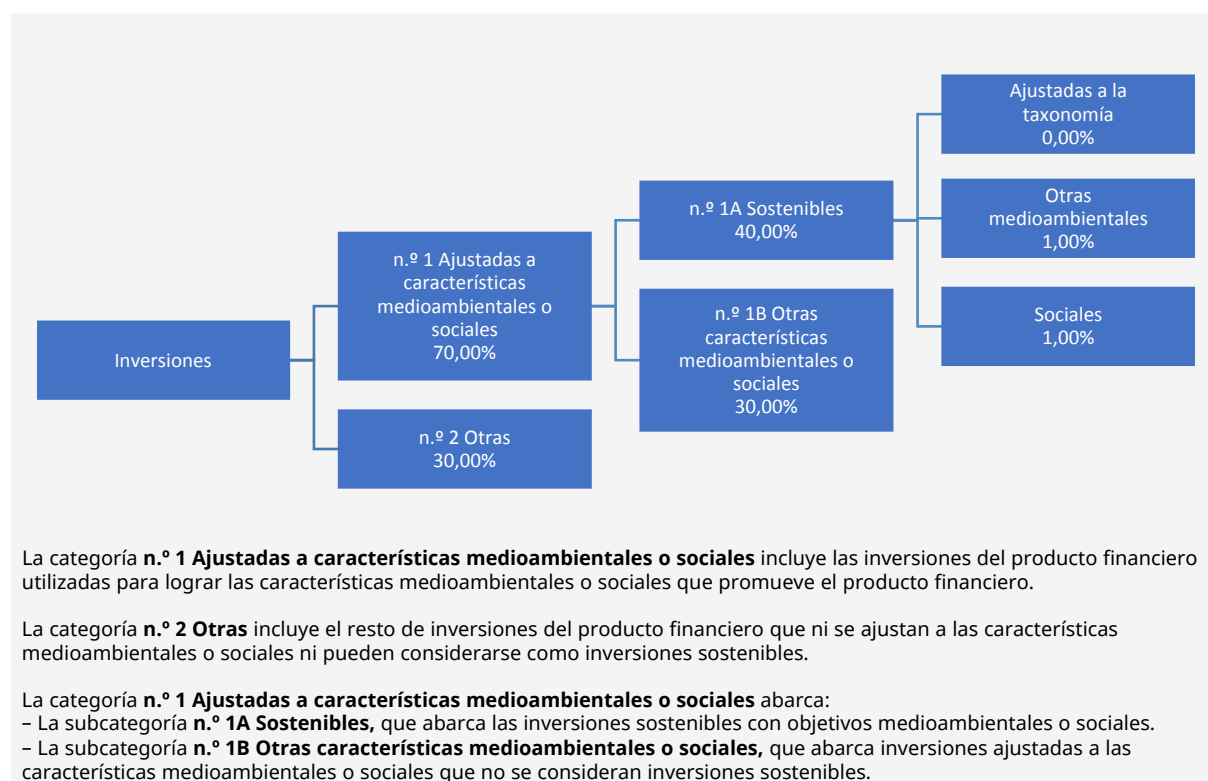 Ajustadas a la
taxonomía
0,00%
n.º 1A Sostenibles
40,00%
Otras
medioambientales
1,00%
n.º 1 Ajustadas a
características
medioambientales o
sociales
70,00%
n.º 1B Otras
características
medioambientales o
sociales
30,00%
Sociales
1,00%
Inversiones
n.º 2 Otras
30,00%
La categoría n.º 1 Ajustadas a características medioambientales o sociales incluye las inversiones del producto financiero
utilizadas para lograr las características medioambientales o sociales que promueve el producto financiero.
La categoría n.º 2 Otras incluye el resto de inversiones del producto financiero que ni se ajustan a las características
medioambientales o sociales ni pueden considerarse como inversiones sostenibles.
La categoría n.º 1 Ajustadas a características medioambientales o sociales abarca:
– La subcategoría n.º 1A Sostenibles, que abarca las inversiones sostenibles con objetivos medioambientales o sociales.
– La subcategoría n.º 1B Otras características medioambientales o sociales, que abarca inversiones ajustadas a las
características medioambientales o sociales que no se consideran inversiones sostenibles.